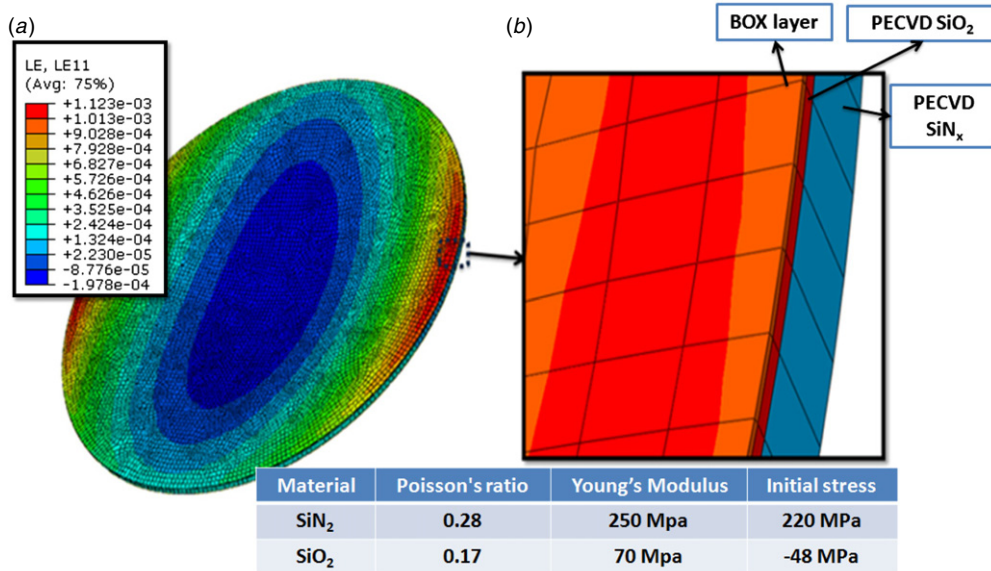 (a)
LE, LE11
(Avg: 75%)
+1.123e-03
+1.013e-03
+9.028e-04
+7.928e-04
+6.827e-04
+5.726e-04
+4.626e-04
+3.525e-04
+2.424e-04
+1.324e-04
+2.230e-05
-8.776e-05
-1.978e-04
(b)
BOX layer
PECVD SiO₂
PECVD
SiNₓ
Material Poisson's ratio Young's Modulus Initial stress
SiN₂ 0.28 250 Mpa 220 MPa
SiO₂ 0.17 70 Mpa -48 MPa